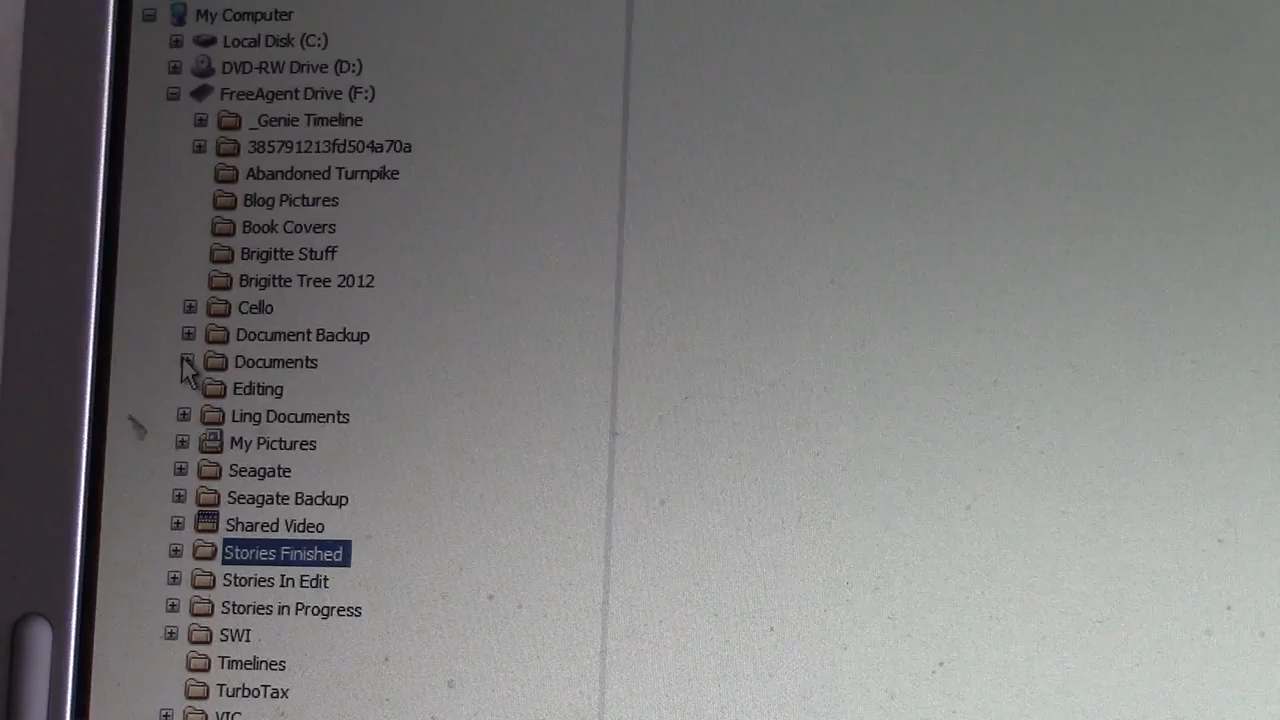 My Computer
Local Disk (C:)
DVD-RW Drive (D:)
FreeAgent Drive (F:)
_Genie Timeline
385791213fd504a70a
Abandoned Turnpike
Blog Pictures
Book Covers
Brigitte Stuff
Brigitte Tree 2012
Cello
Document Backup
Documents
Editing
Ling Documents
My Pictures
Seagate
Seagate Backup
Shared Video
Stories Finished
Stories In Edit
Stories in Progress
SWI
Timelines
TurboTax
VIC